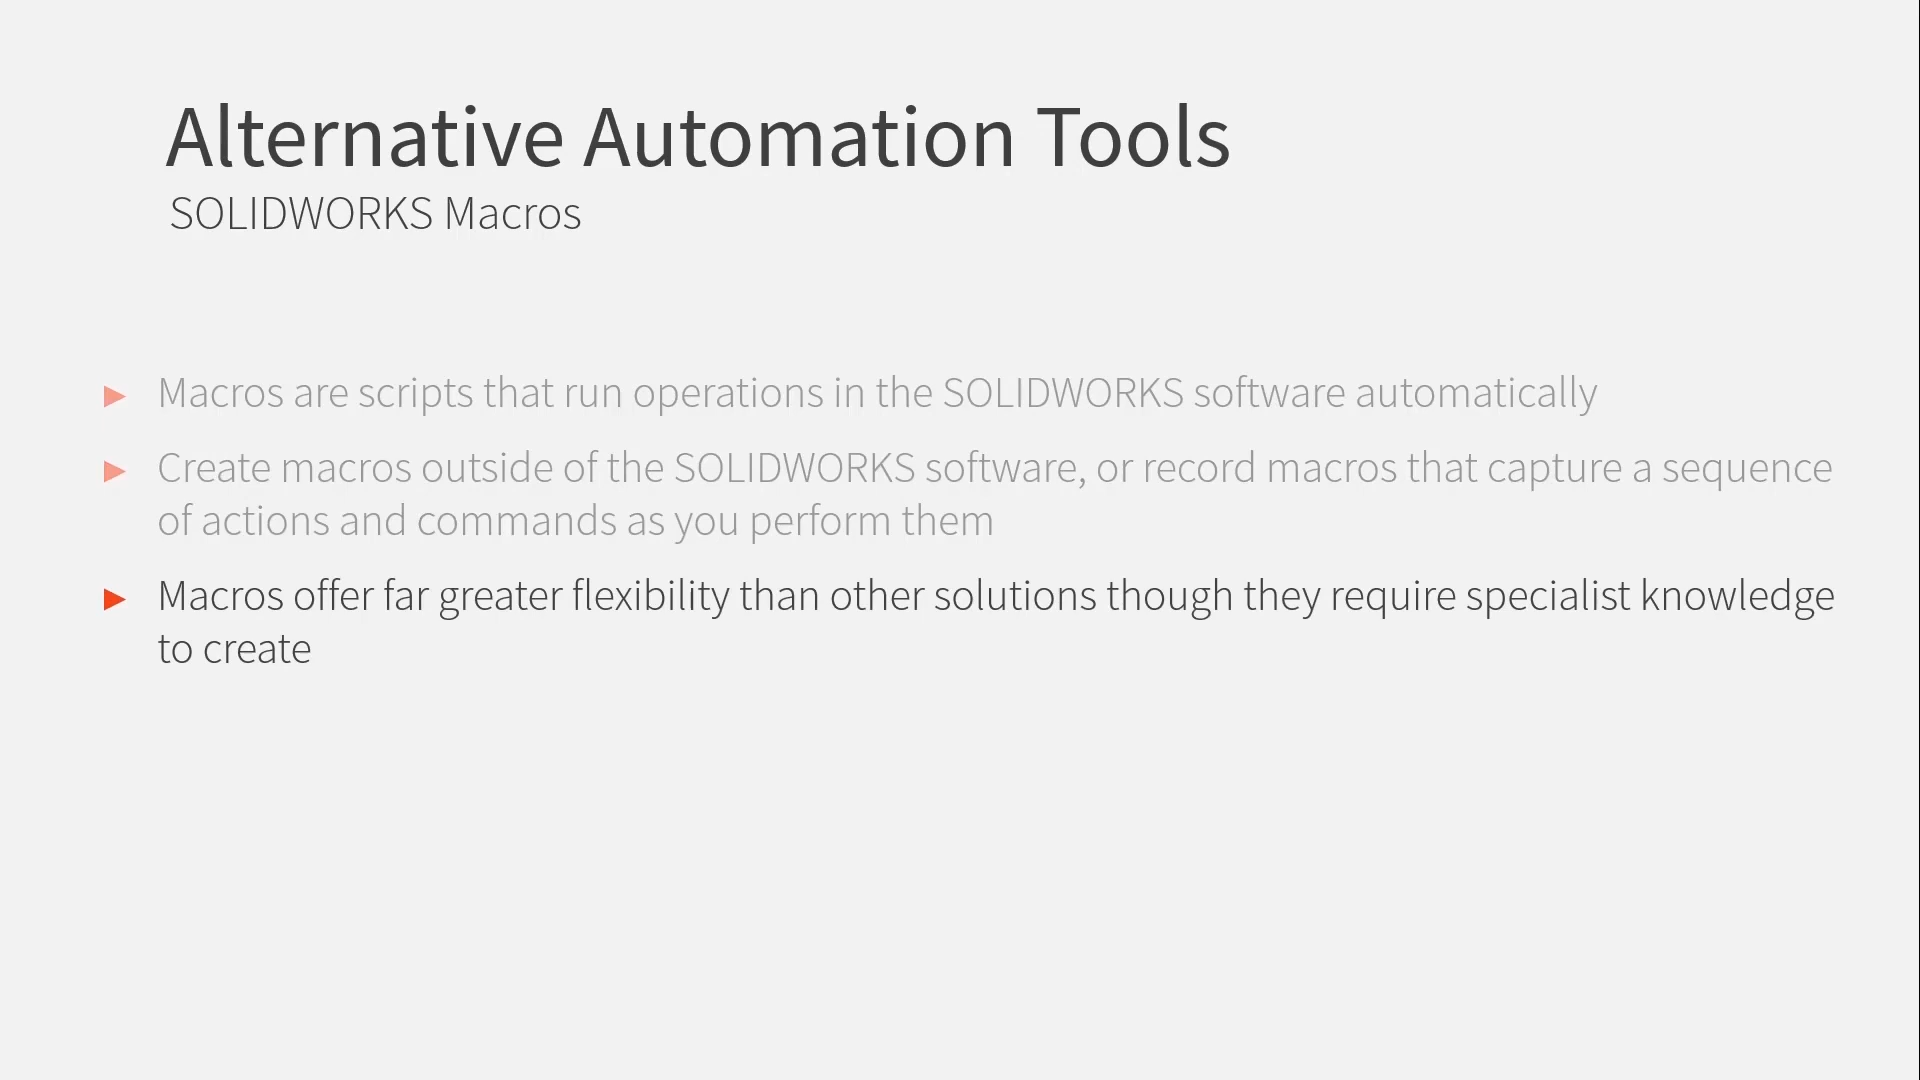 Alternative Automation Tools
SOLIDWORKS Macros
Macros are scripts that run operations in the SOLIDWORKS software automatically
Create macros outside of the SOLIDWORKS software, or record macros that capture a sequence
of actions and commands as you perform them
Macros offer far greater flexibility than other solutions though they require specialist knowledge
to create